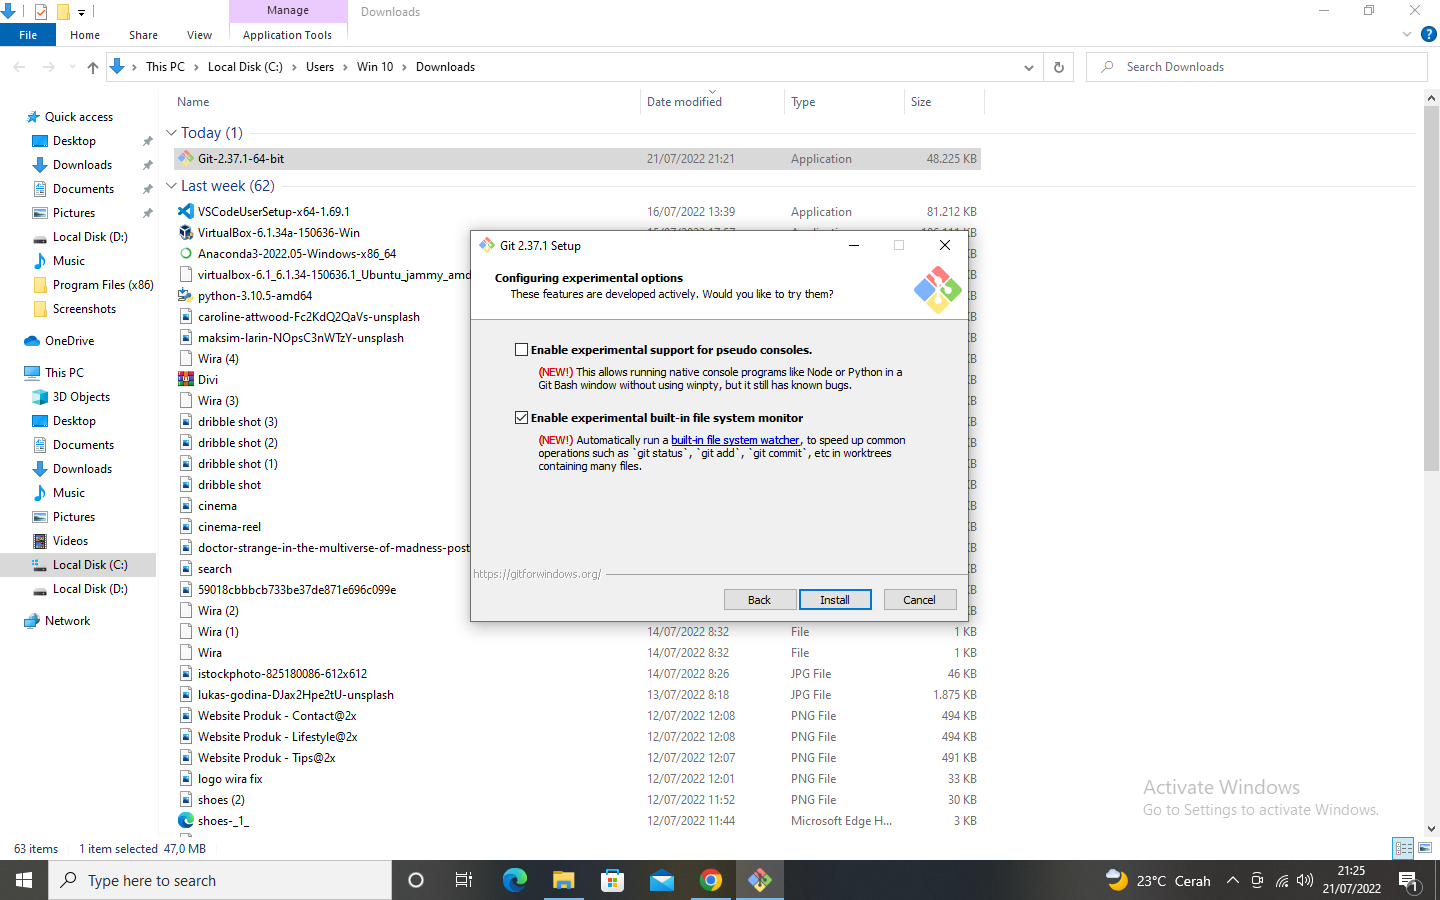 Manage
Downloads
File
Home
Share
View
Application Tools
This PC
Local Disk (C:)
Users
Win 10
Downloads
Search Downloads
Name
Date modified
Type
Size
Quick access
Desktop
Downloads
Documents
Pictures
Local Disk (D:)
Music
Program Files (x86)
Screenshots
OneDrive
This PC
3D Objects
Desktop
Documents
Downloads
Music
Pictures
Videos
Local Disk (C:)
Local Disk (D:)
Network
Today (1)
Git-2.37.1-64-bit 21/07/2022 21:21 Application 48.225 KB
Last week (62)
VSCodeUserSetup-x64-1.69.1 16/07/2022 13:39 Application 81.212 KB
VirtualBox-6.1.34a-150636-Win
Anaconda3-2022.05-Windows-x86_64
virtualbox-6.1_6.1.34-150636.1_Ubuntu_jammy_amd
python-3.10.5-amd64
caroline-attwood-Fc2KdQ2QaVs-unsplash
maksim-larin-NOpsC3nWTzY-unsplash
Wira (4)
Divi
Wira (3)
dribble shot (3)
dribble shot (2)
dribble shot (1)
dribble shot
cinema
cinema-reel
doctor-strange-in-the-multiverse-of-madness-post
search
59018cbbbcb733be37de871e696c099e
Wira (2)
Wira (1) 14/07/2022 8:32 File 1 KB
Wira 14/07/2022 8:32 File 1 KB
istockphoto-825180086-612x612 14/07/2022 8:26 JPG File 46 KB
lukas-godina-DJax2Hpe2tU-unsplash 13/07/2022 8:18 JPG File 1.875 KB
Website Produk - Contact@2x 12/07/2022 12:08 PNG File 494 KB
Website Produk - Lifestyle@2x 12/07/2022 12:08 PNG File 494 KB
Website Produk - Tips@2x 12/07/2022 12:07 PNG File 491 KB
logo wira fix 12/07/2022 12:01 PNG File 33 KB
shoes (2) 12/07/2022 11:52 PNG File 30 KB
shoes-_1_ 12/07/2022 11:44 Microsoft Edge H... 3 KB
Git 2.37.1 Setup
Configuring experimental options
These features are developed actively. Would you like to try them?
Enable experimental support for pseudo consoles.
(NEW!) This allows running native console programs like Node or Python in a
Git Bash window without using winpty, but it still has known bugs.
Enable experimental built-in file system monitor
(NEW!) Automatically run a built-in file system watcher, to speed up common
operations such as `git status`, `git add`, `git commit`, etc in worktrees
containing many files.
https://gitforwindows.org/
Back
Install
Cancel
Activate Windows
Go to Settings to activate Windows.
63 items
1 item selected 47,0 MB
Type here to search
23°C Cerah
21:25
21/07/2022
1